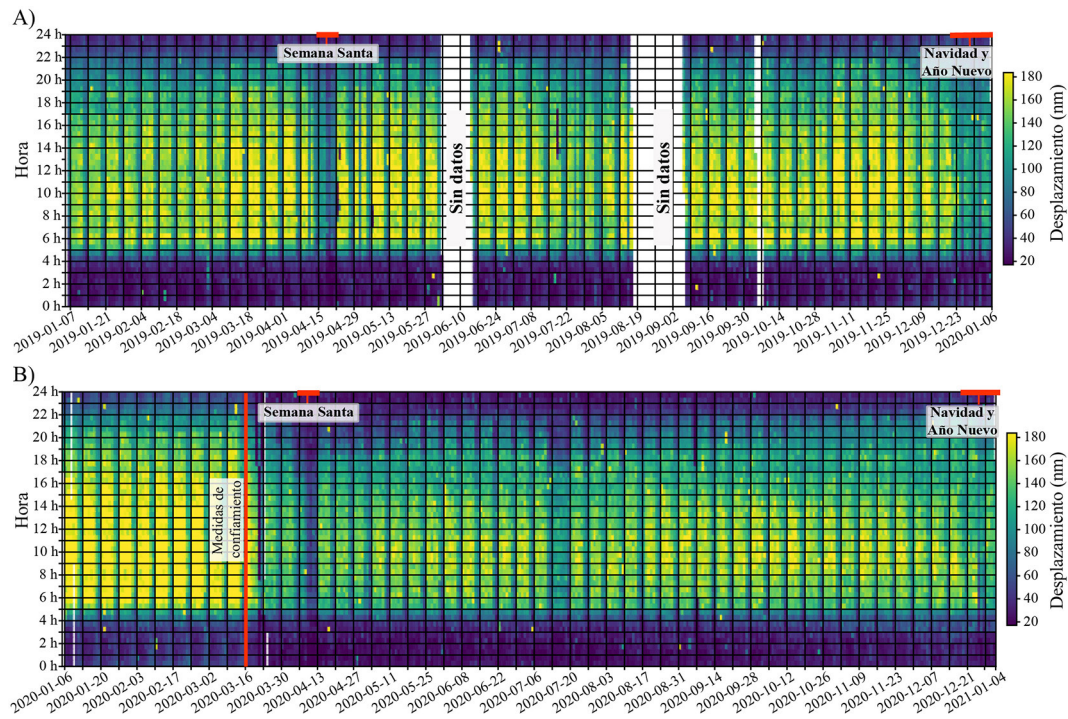 A)
24 h
22 h
20 h
18 h
16 h
14 h
12 h
10 h
8 h
6 h
4 h
2 h
0 h
Hora
Semana Santa
Sin datos
Sin datos
Navidad y
Año Nuevo
180
160
140
120
100
80
60
40
20
Desplazamiento (nm)
2019-01-07
2019-01-21
2019-02-04
2019-02-18
2019-03-04
2019-03-18
2019-04-01
2019-04-15
2019-04-29
2019-05-13
2019-05-27
2019-06-10
2019-06-24
2019-07-08
2019-07-22
2019-08-05
2019-08-19
2019-09-02
2019-09-16
2019-09-30
2019-10-14
2019-10-28
2019-11-11
2019-11-25
2019-12-09
2019-12-23
2020-01-06
B)
24 h
22 h
20 h
18 h
16 h
14 h
12 h
10 h
8 h
6 h
4 h
2 h
0 h
Hora
Medidas de
confiamiento
Semana Santa
Navidad y
Año Nuevo
180
160
140
120
100
80
60
40
20
Desplazamiento (nm)
2020-01-06
2020-01-20
2020-02-03
2020-02-17
2020-03-02
2020-03-16
2020-03-30
2020-04-13
2020-04-27
2020-05-11
2020-05-25
2020-06-08
2020-06-22
2020-07-06
2020-07-20
2020-08-03
2020-08-17
2020-08-31
2020-09-14
2020-09-28
2020-10-12
2020-10-26
2020-11-09
2020-11-23
2020-12-07
2020-12-21
2021-01-04